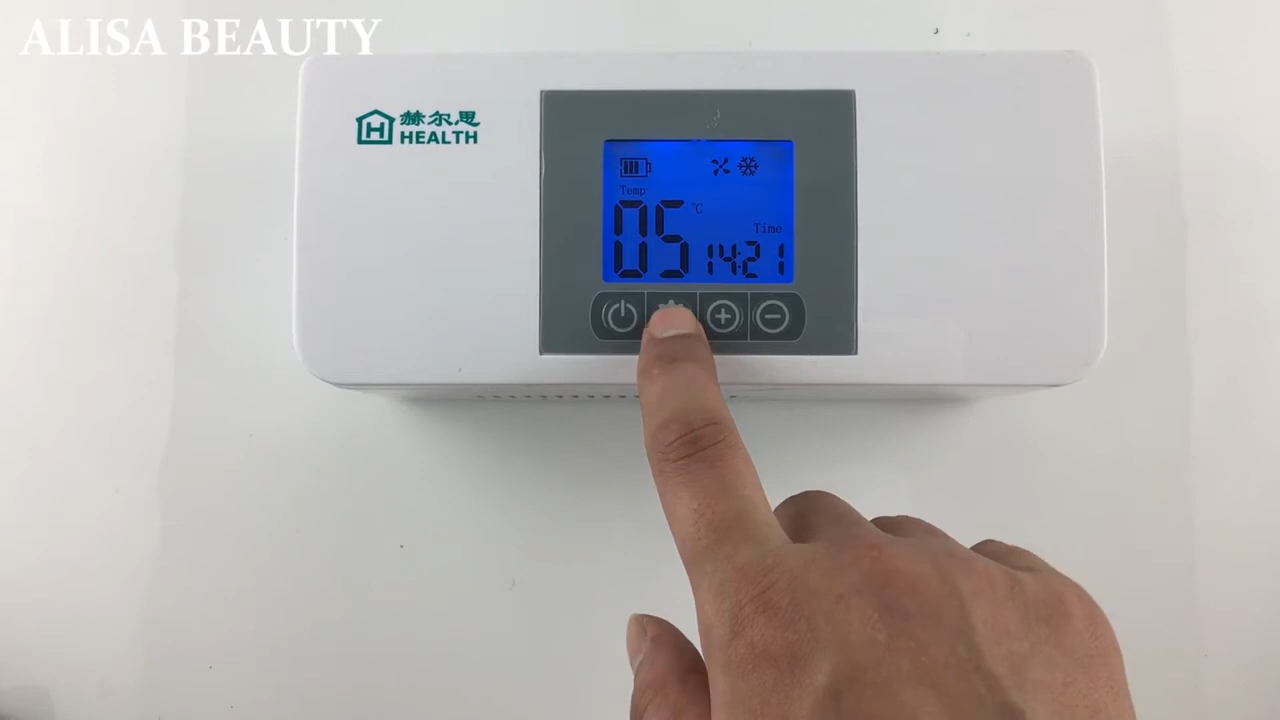 ALISA BEAUTY
赫尔思
HEALTH
Temp
05 °C
Time
14:21